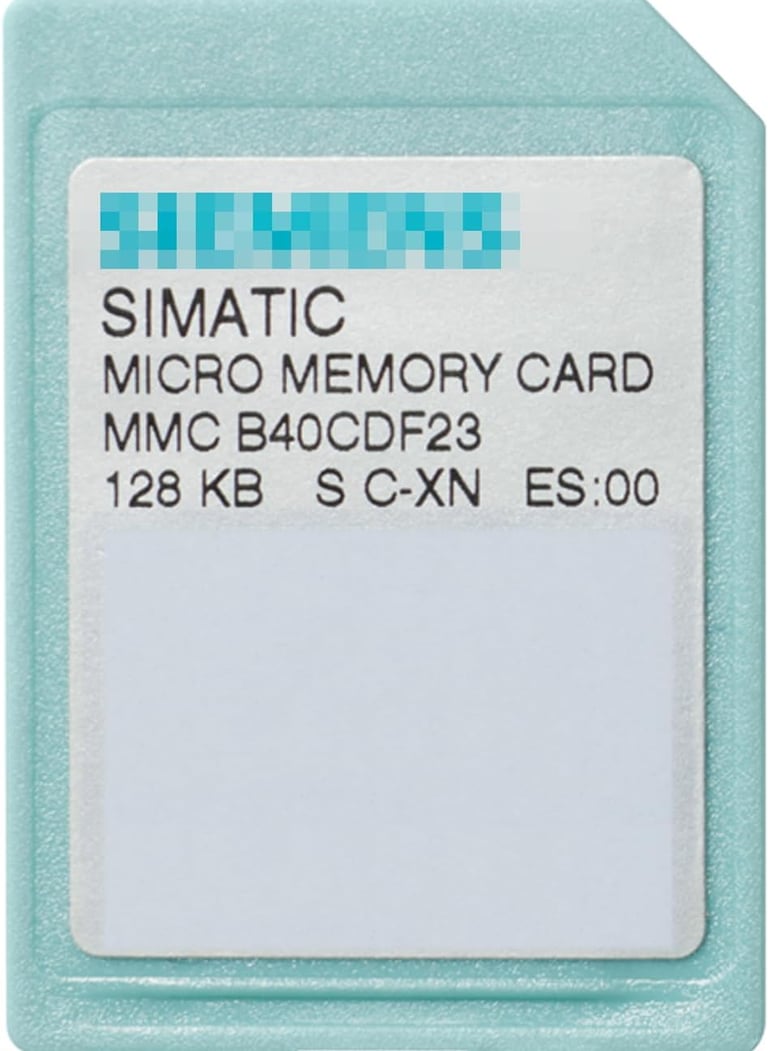 SIMATIC
MICRO MEMORY CARD
MMC B40CDF23
128 KB S C-XN ES:00